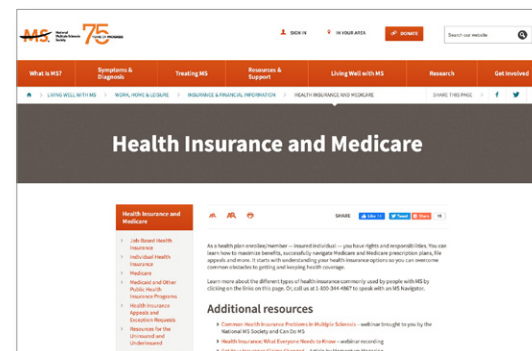 MS
National
Multiple Sclerosis
Society
75
YEARS OF PROGRESS
SIGN IN
IN YOUR AREA
DONATE
Search our website
What is MS?
Symptoms &
Diagnosis
Treating MS
Resources &
Support
Living Well with MS
Research
Get Involved
> LIVING WELL WITH MS > WORK, HOME & LEISURE > INSURANCE & FINANCIAL INFORMATION > HEALTH INSURANCE AND MEDICARE
SHARE THIS PAGE
Health Insurance and Medicare
Health Insurance and
Medicare
> Job-Based Health
Insurance
> Individual Health
Insurance
> Medicare
> Medicaid and Other
Public Health
Insurance Programs
> Health Insurance
Appeals and
Exception Requests
> Resources for the
Uninsured and
Underinsured
AA AA
SHARE
Like
Tweet
Share
As a health plan enrollee/member — insured individual — you have rights and responsibilities. You can
learn how to maximize benefits, successfully navigate Medicare and Medicare prescription plans, file
appeals and more. It starts with understanding your health insurance options so you can overcome
common obstacles to getting and keeping health coverage.
Learn more about the different types of health insurance commonly used by people with MS by
clicking on the links on this page. Or, call us at 1-800-344-4867 to speak with an MS Navigator.
Additional resources
> Common Health Insurance Problems in Multiple Sclerosis – webinar brought to you by the
National MS Society and Can Do MS
> Health Insurance: What Everyone Needs to Know – webinar recording